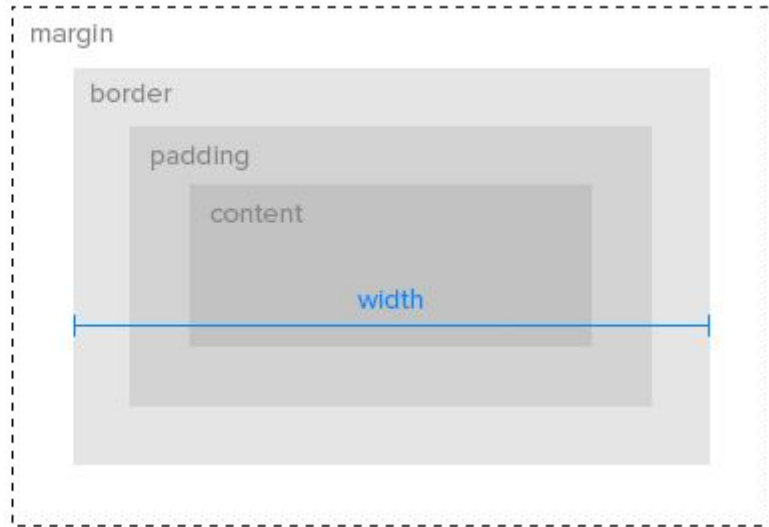 margin
border
padding
content
width